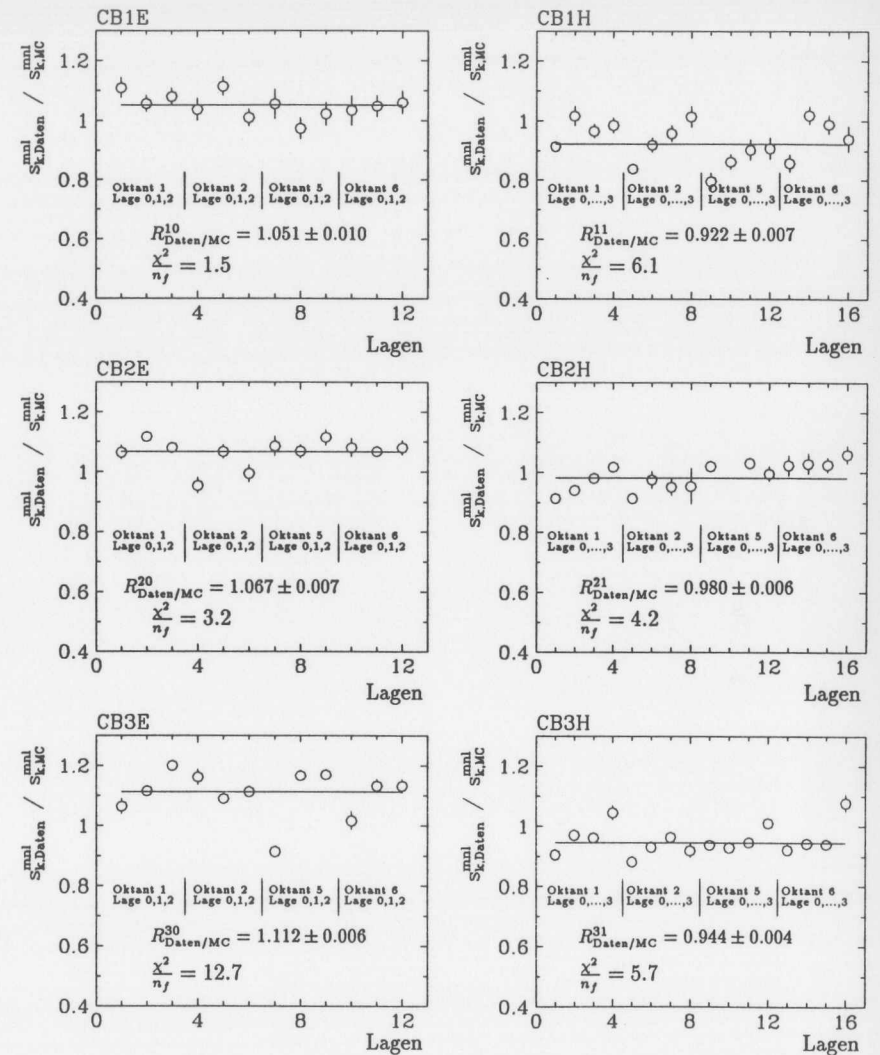 CB1E
s^mnl_k,Daten / s^mnl_k,MC
1.2
1
0.8
0.6
0.4
Oktant 1 Oktant 2 Oktant 5 Oktant 6
Lage 0,1,2 Lage 0,1,2 Lage 0,1,2 Lage 0,1,2
R^10_Daten/MC = 1.051 ± 0.010
χ²/n_f = 1.5
0 4 8 12
Lagen
CB1H
s^mnl_k,Daten / s^mnl_k,MC
1.2
1
0.8
0.6
0.4
Oktant 1 Oktant 2 Oktant 5 Oktant 6
Lage 0,...,3 Lage 0,...,3 Lage 0,...,3 Lage 0,...,3
R^11_Daten/MC = 0.922 ± 0.007
χ²/n_f = 6.1
0 4 8 12 16
Lagen
CB2E
s^mnl_k,Daten / s^mnl_k,MC
1.2
1
0.8
0.6
0.4
Oktant 1 Oktant 2 Oktant 5 Oktant 6
Lage 0,1,2 Lage 0,1,2 Lage 0,1,2 Lage 0,1,2
R^20_Daten/MC = 1.067 ± 0.007
χ²/n_f = 3.2
0 4 8 12
Lagen
CB2H
s^mnl_k,Daten / s^mnl_k,MC
1.2
1
0.8
0.6
0.4
Oktant 1 Oktant 2 Oktant 5 Oktant 6
Lage 0,...,3 Lage 0,...,3 Lage 0,...,3 Lage 0,...,3
R^21_Daten/MC = 0.980 ± 0.006
χ²/n_f = 4.2
0 4 8 12 16
Lagen
CB3E
s^mnl_k,Daten / s^mnl_k,MC
1.2
1
0.8
0.6
0.4
Oktant 1 Oktant 2 Oktant 5 Oktant 6
Lage 0,1,2 Lage 0,1,2 Lage 0,1,2 Lage 0,1,2
R^30_Daten/MC = 1.112 ± 0.006
χ²/n_f = 12.7
0 4 8 12
Lagen
CB3H
s^mnl_k,Daten / s^mnl_k,MC
1.2
1
0.8
0.6
0.4
Oktant 1 Oktant 2 Oktant 5 Oktant 6
Lage 0,...,3 Lage 0,...,3 Lage 0,...,3 Lage 0,...,3
R^31_Daten/MC = 0.944 ± 0.004
χ²/n_f = 5.7
0 4 8 12 16
Lagen